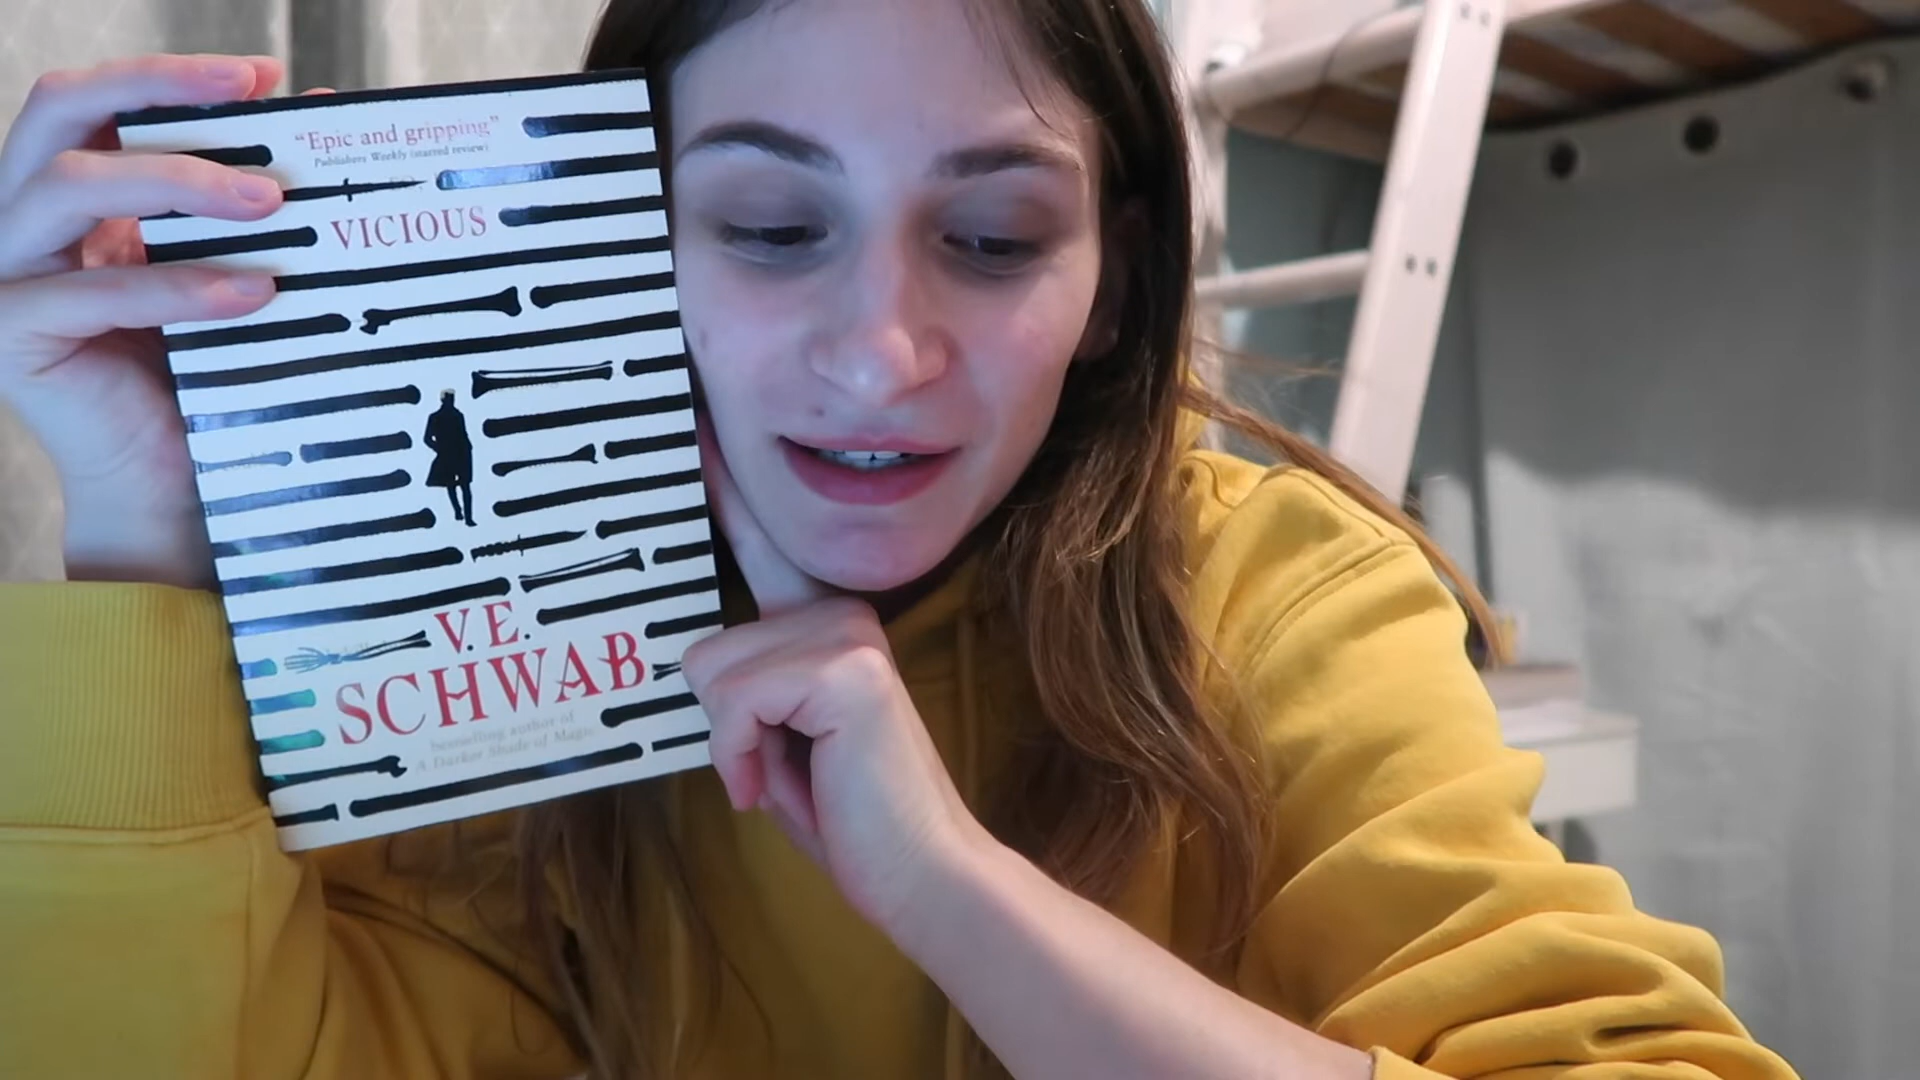 “Epic and gripping”
Publishers Weekly (starred review)
VICIOUS
V. E.
SCHWAB
bestselling author of
A Darker Shade of Magic